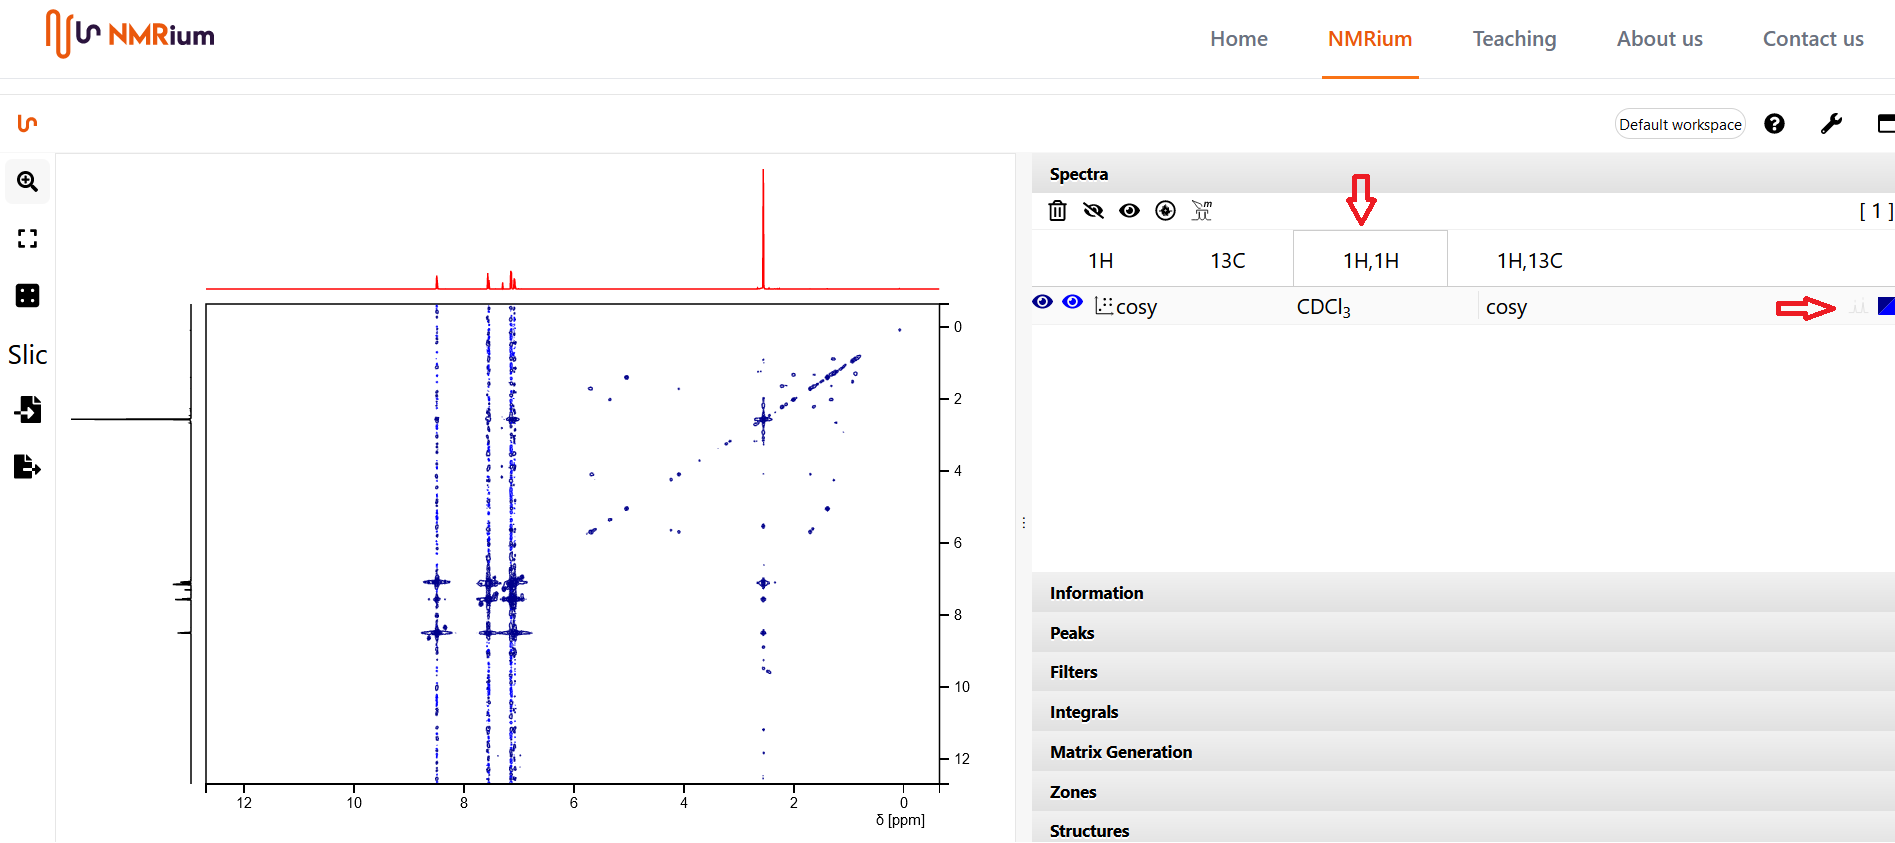 NMRium
Home NMRium Teaching About us Contact us
Default workspace
Spectra
m
[ 1 ]
1H 13C 1H,1H 1H,13C
cosy CDCl3 cosy
Slic
0
2
4
6
8
10
12
12 10 8 6 4 2 0
δ [ppm]
Information
Peaks
Filters
Integrals
Matrix Generation
Zones
Structures